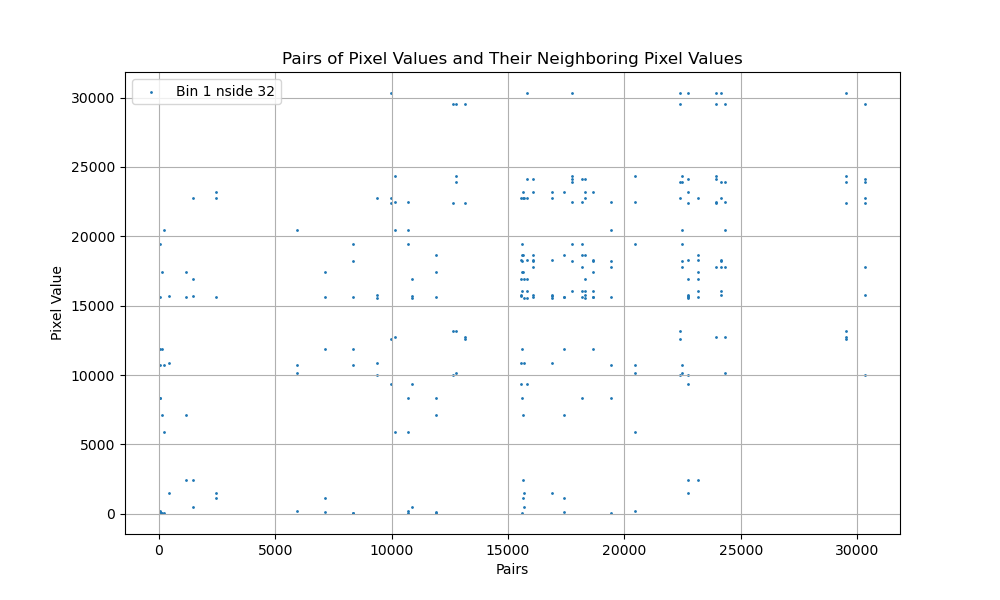 Pairs of Pixel Values and Their Neighboring Pixel Values
Bin 1 nside 32
30000
25000
20000
15000
10000
5000
0
Pixel Value
0 5000 10000 15000 20000 25000 30000
Pairs